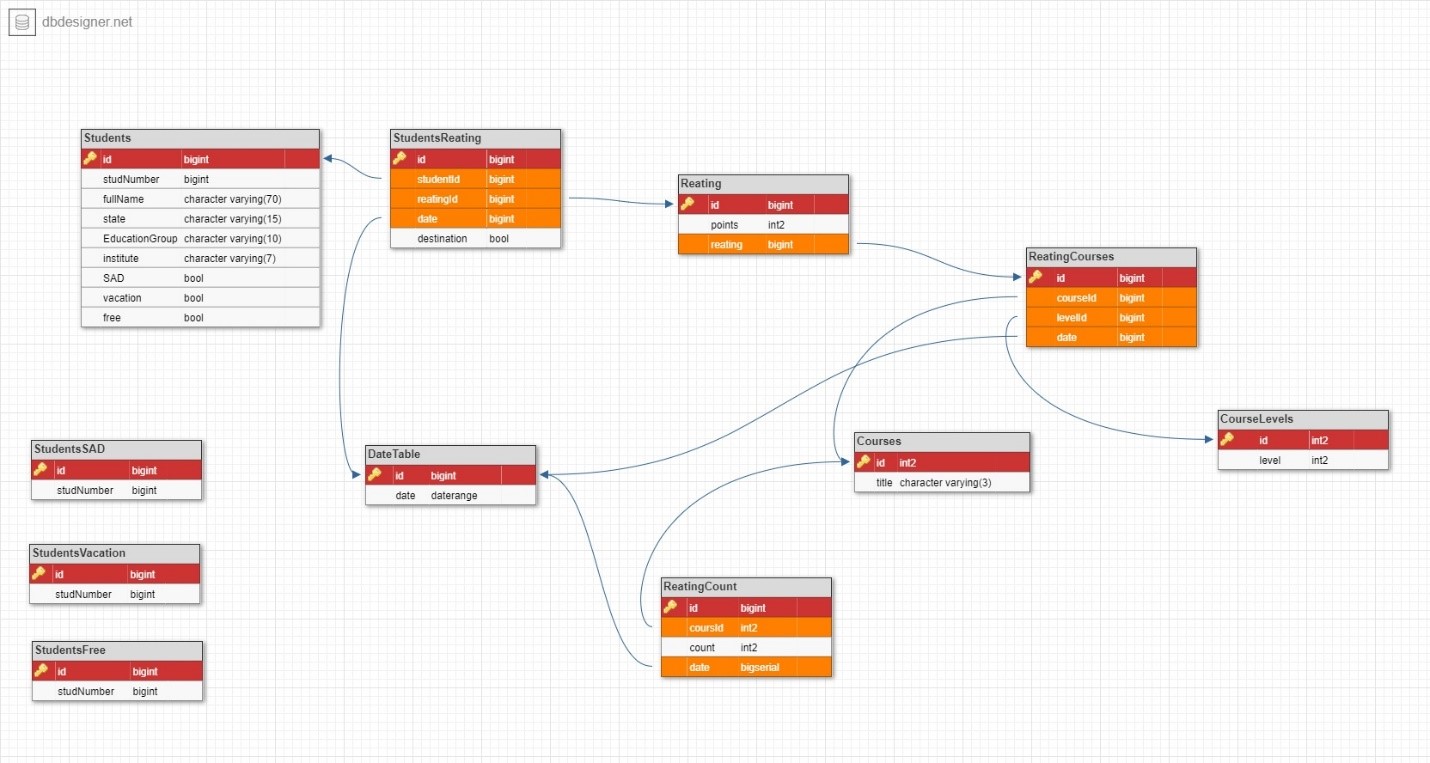 dbdesigner.net
Students
id bigint
studNumber bigint
fullName character varying(70)
state character varying(15)
EducationGroup character varying(10)
institute character varying(7)
SAD bool
vacation bool
free bool
StudentsReating
id bigint
studentId bigint
reatingId bigint
date bigint
destination bool
Reating
id bigint
points int2
reating bigint
ReatingCourses
id bigint
courseId bigint
levelId bigint
date bigint
StudentsSAD
id bigint
studNumber bigint
DateTable
id bigint
date daterange
Courses
id int2
title character varying(3)
CourseLevels
id int2
level int2
StudentsVacation
id bigint
studNumber bigint
ReatingCount
id bigint
coursId int2
count int2
date bigserial
StudentsFree
id bigint
studNumber bigint